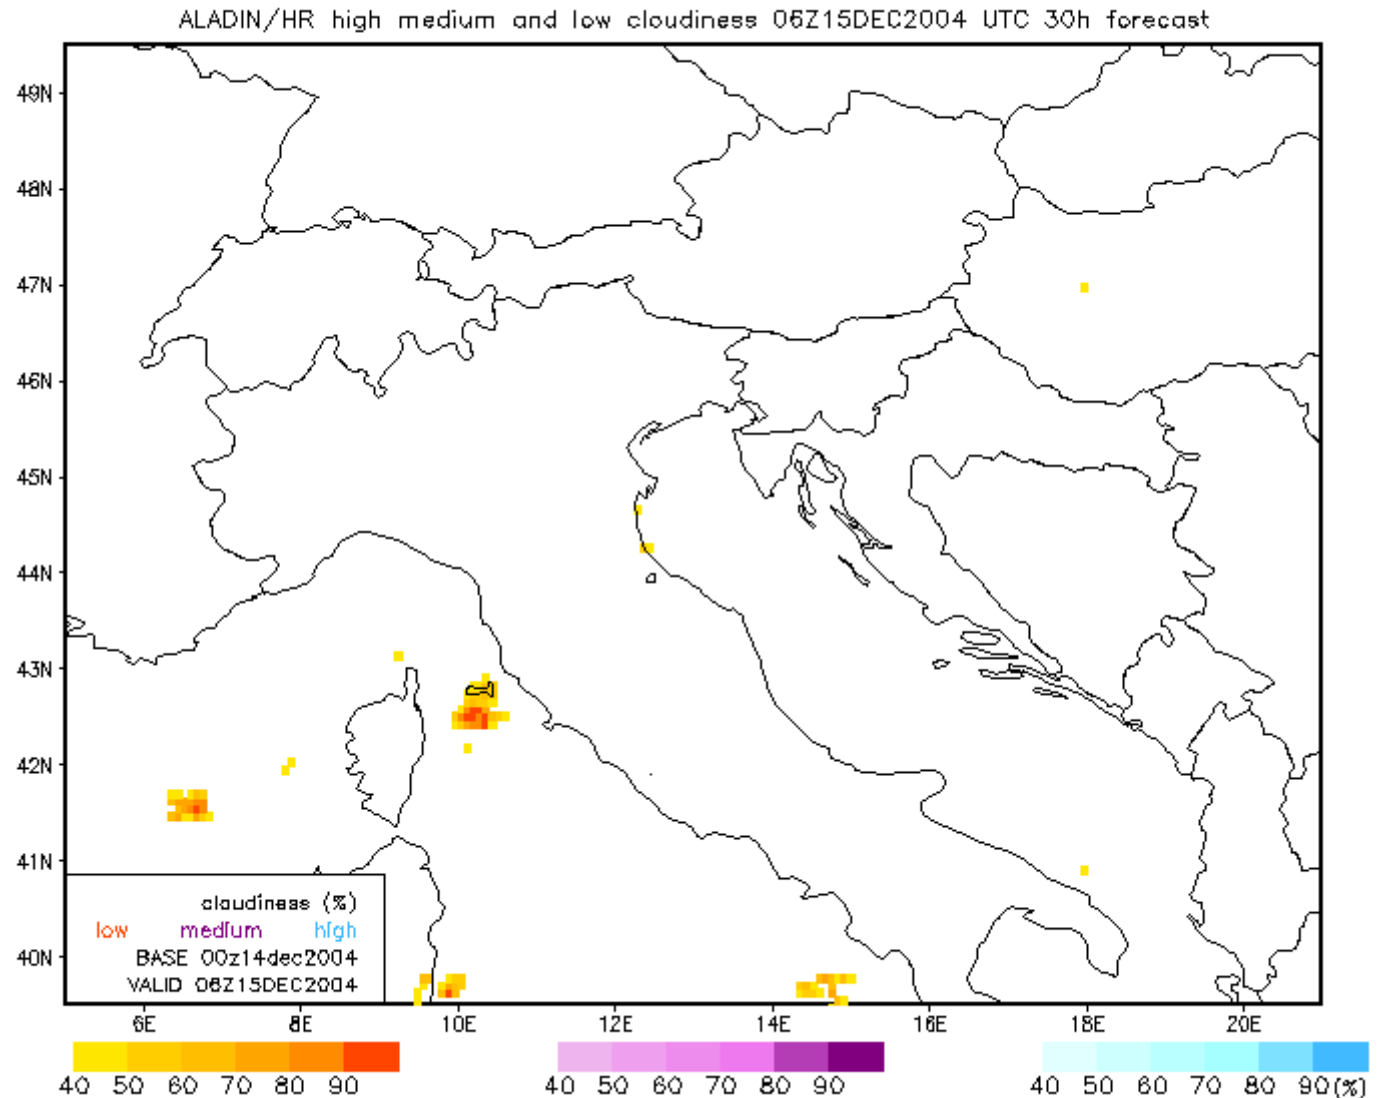 ALADIN/HR high medium and low cloudiness 06Z15DEC2004 UTC 30h forecast
49N
48N
47N
46N
45N
44N
43N
42N
41N
40N
cloudiness (%)
low medium high
BASE 00z14dec2004
VALID 06Z15DEC2004
6E 8E 10E 12E 14E 16E 18E 20E
40 50 60 70 80 90 40 50 60 70 80 90 40 50 60 70 80 90(%)